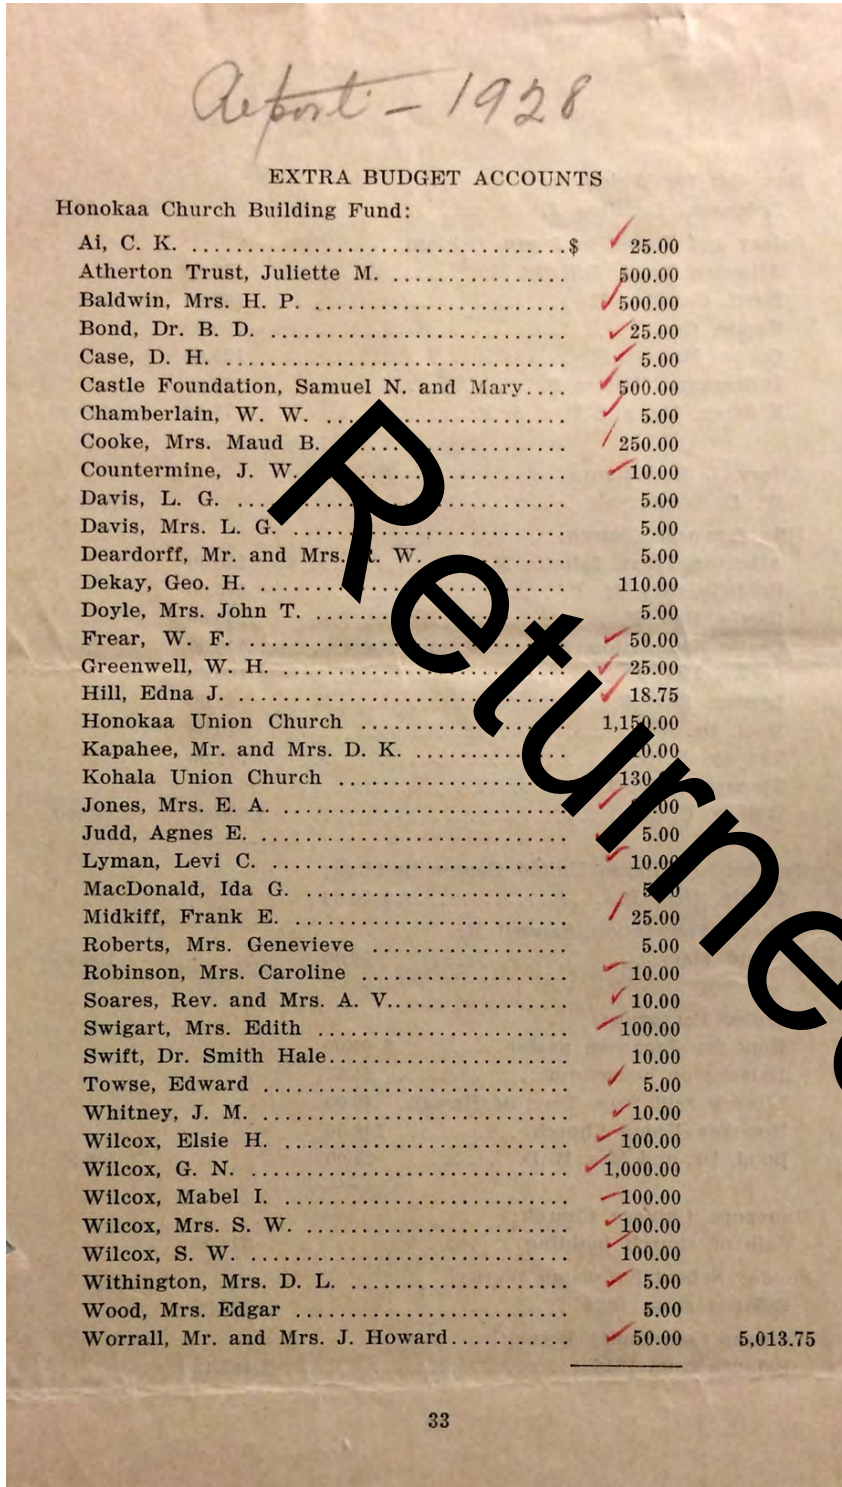 Report - 1928
EXTRA BUDGET ACCOUNTS
Honokaa Church Building Fund:
Ai, C. K. ..................................$ 25.00
Atherton Trust, Juliette M. ................ 500.00
Baldwin, Mrs. H. P. ....................... 500.00
Bond, Dr. B. D. ........................... 25.00
Case, D. H. ............................... 5.00
Castle Foundation, Samuel N. and Mary.... 500.00
Chamberlain, W. W. ...................... 5.00
Cooke, Mrs. Maud B. ..................... 250.00
Countermine, J. W. ....................... 10.00
Davis, L. G. .............................. 5.00
Davis, Mrs. L. G. ......................... 5.00
Deardorff, Mr. and Mrs. R. W. ............ 5.00
Dekay, Geo. H. ............................ 110.00
Doyle, Mrs. John T. ....................... 5.00
Frear, W. F. .............................. 50.00
Greenwell, W. H. .......................... 25.00
Hill, Edna J. .............................. 18.75
Honokaa Union Church ................... 1,150.00
Kapahee, Mr. and Mrs. D. K. ..............
Kohala Union Church .....................
Jones, Mrs. E. A. ..........................
Judd, Agnes E. ............................ 5.00
Lyman, Levi C. ........................... 10.00
MacDonald, Ida G. ........................
Midkiff, Frank E. ......................... 25.00
Roberts, Mrs. Genevieve .................. 5.00
Robinson, Mrs. Caroline ................... 10.00
Soares, Rev. and Mrs. A. V................. 10.00
Swigart, Mrs. Edith ....................... 100.00
Swift, Dr. Smith Hale...................... 10.00
Towse, Edward ............................ 5.00
Whitney, J. M. ............................ 10.00
Wilcox, Elsie H. .......................... 100.00
Wilcox, G. N. ............................. 1,000.00
Wilcox, Mabel I. .......................... 100.00
Wilcox, Mrs. S. W. ........................ 100.00
Wilcox, S. W. ............................. 100.00
Withington, Mrs. D. L. .................... 5.00
Wood, Mrs. Edgar ......................... 5.00
Worrall, Mr. and Mrs. J. Howard........... 50.00 5,013.75
33
Returne